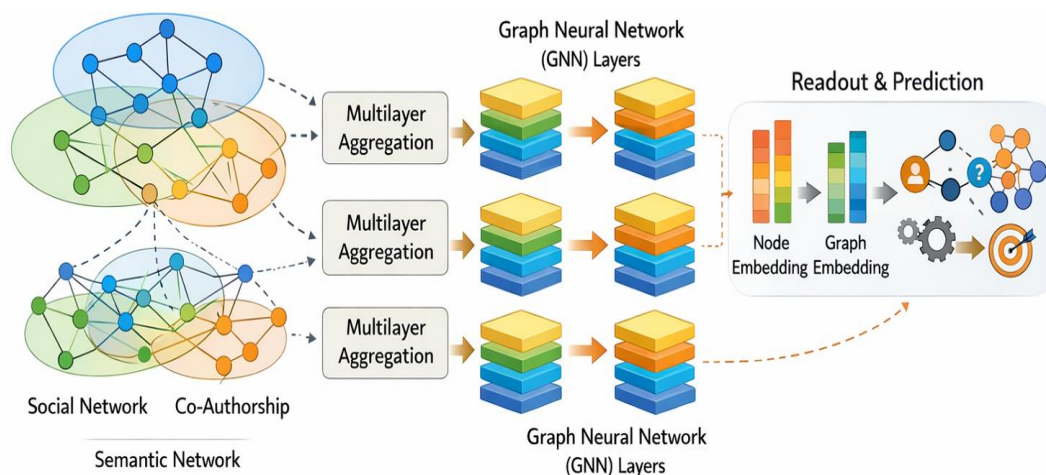 Graph Neural Network
(GNN) Layers
Readout & Prediction
Multilayer
Aggregation
Multilayer
Aggregation
Multilayer
Aggregation
Node
Embedding
Graph
Embedding
?
Social Network
Co-Authorship
Semantic Network
Graph Neural Network
(GNN) Layers